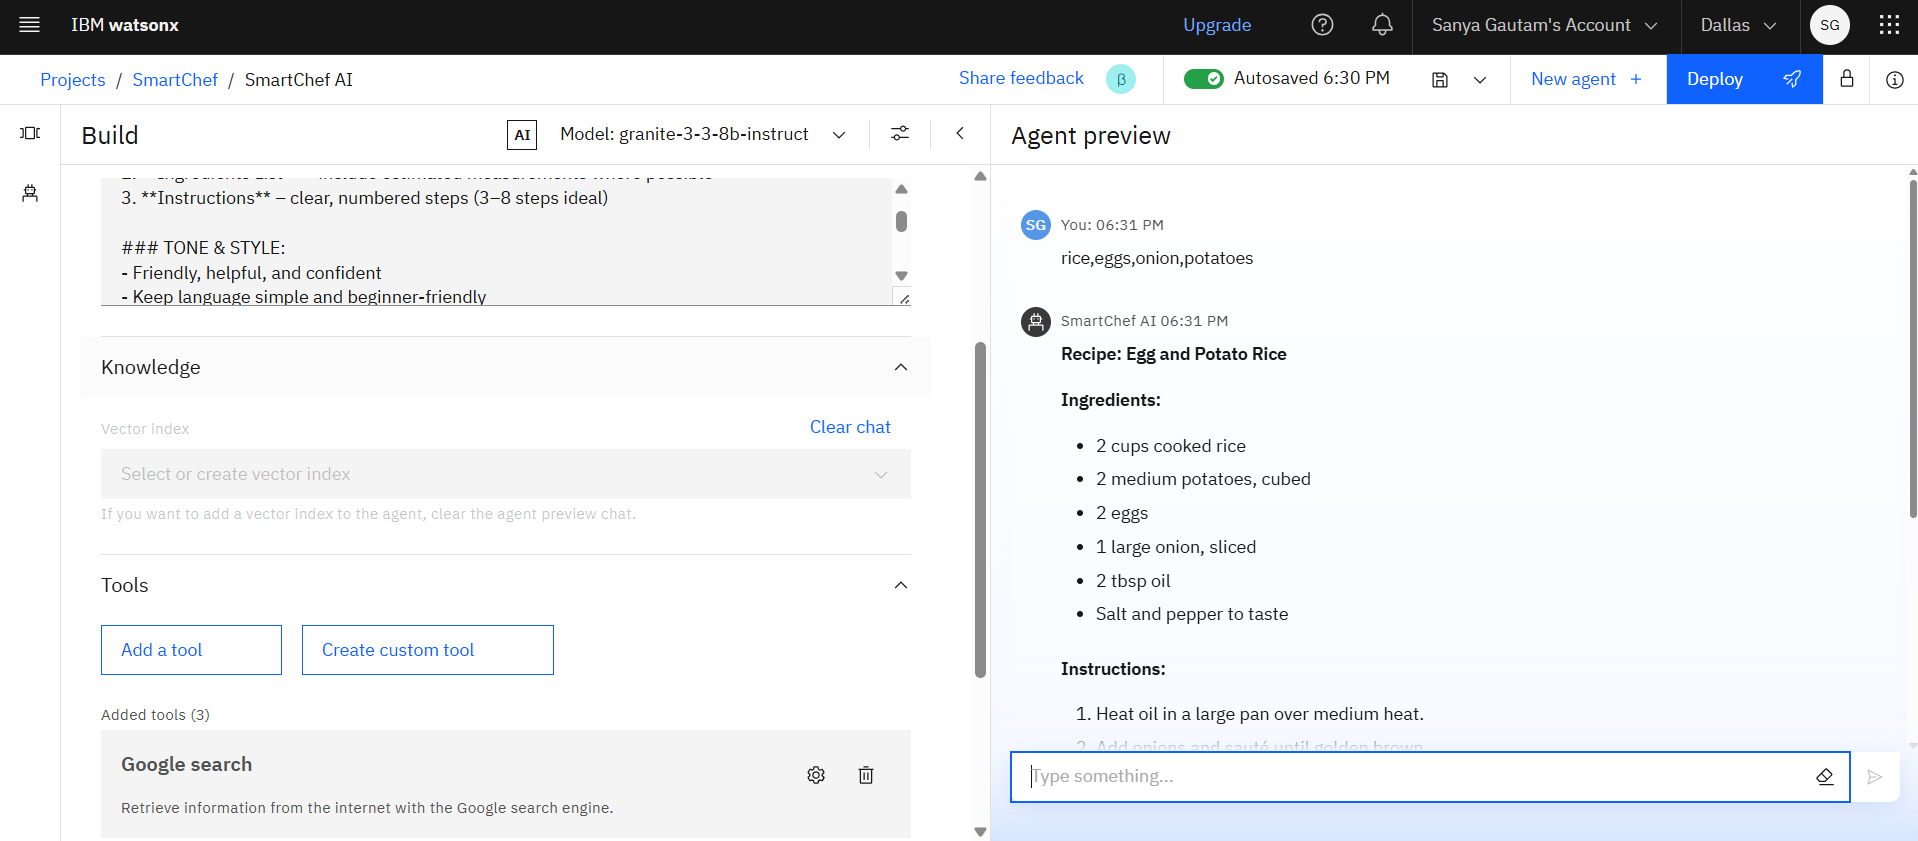 IBM watsonx
Upgrade
Sanya Gautam's Account
Dallas
SG
Projects / SmartChef / SmartChef AI
Share feedback
β
Autosaved 6:30 PM
New agent +
Deploy
Build
AI
Model: granite-3-3-8b-instruct
Agent preview
3. **Instructions** – clear, numbered steps (3–8 steps ideal)
### TONE & STYLE:
- Friendly, helpful, and confident
- Keep language simple and beginner-friendly
Knowledge
Vector index
Clear chat
Select or create vector index
If you want to add a vector index to the agent, clear the agent preview chat.
Tools
Add a tool
Create custom tool
Added tools (3)
Google search
Retrieve information from the internet with the Google search engine.
SG
You: 06:31 PM
rice,eggs,onion,potatoes
SmartChef AI 06:31 PM
Recipe: Egg and Potato Rice
Ingredients:
• 2 cups cooked rice
• 2 medium potatoes, cubed
• 2 eggs
• 1 large onion, sliced
• 2 tbsp oil
• Salt and pepper to taste
Instructions:
1. Heat oil in a large pan over medium heat.
2. Add onions and sauté until golden brown.
Type something...